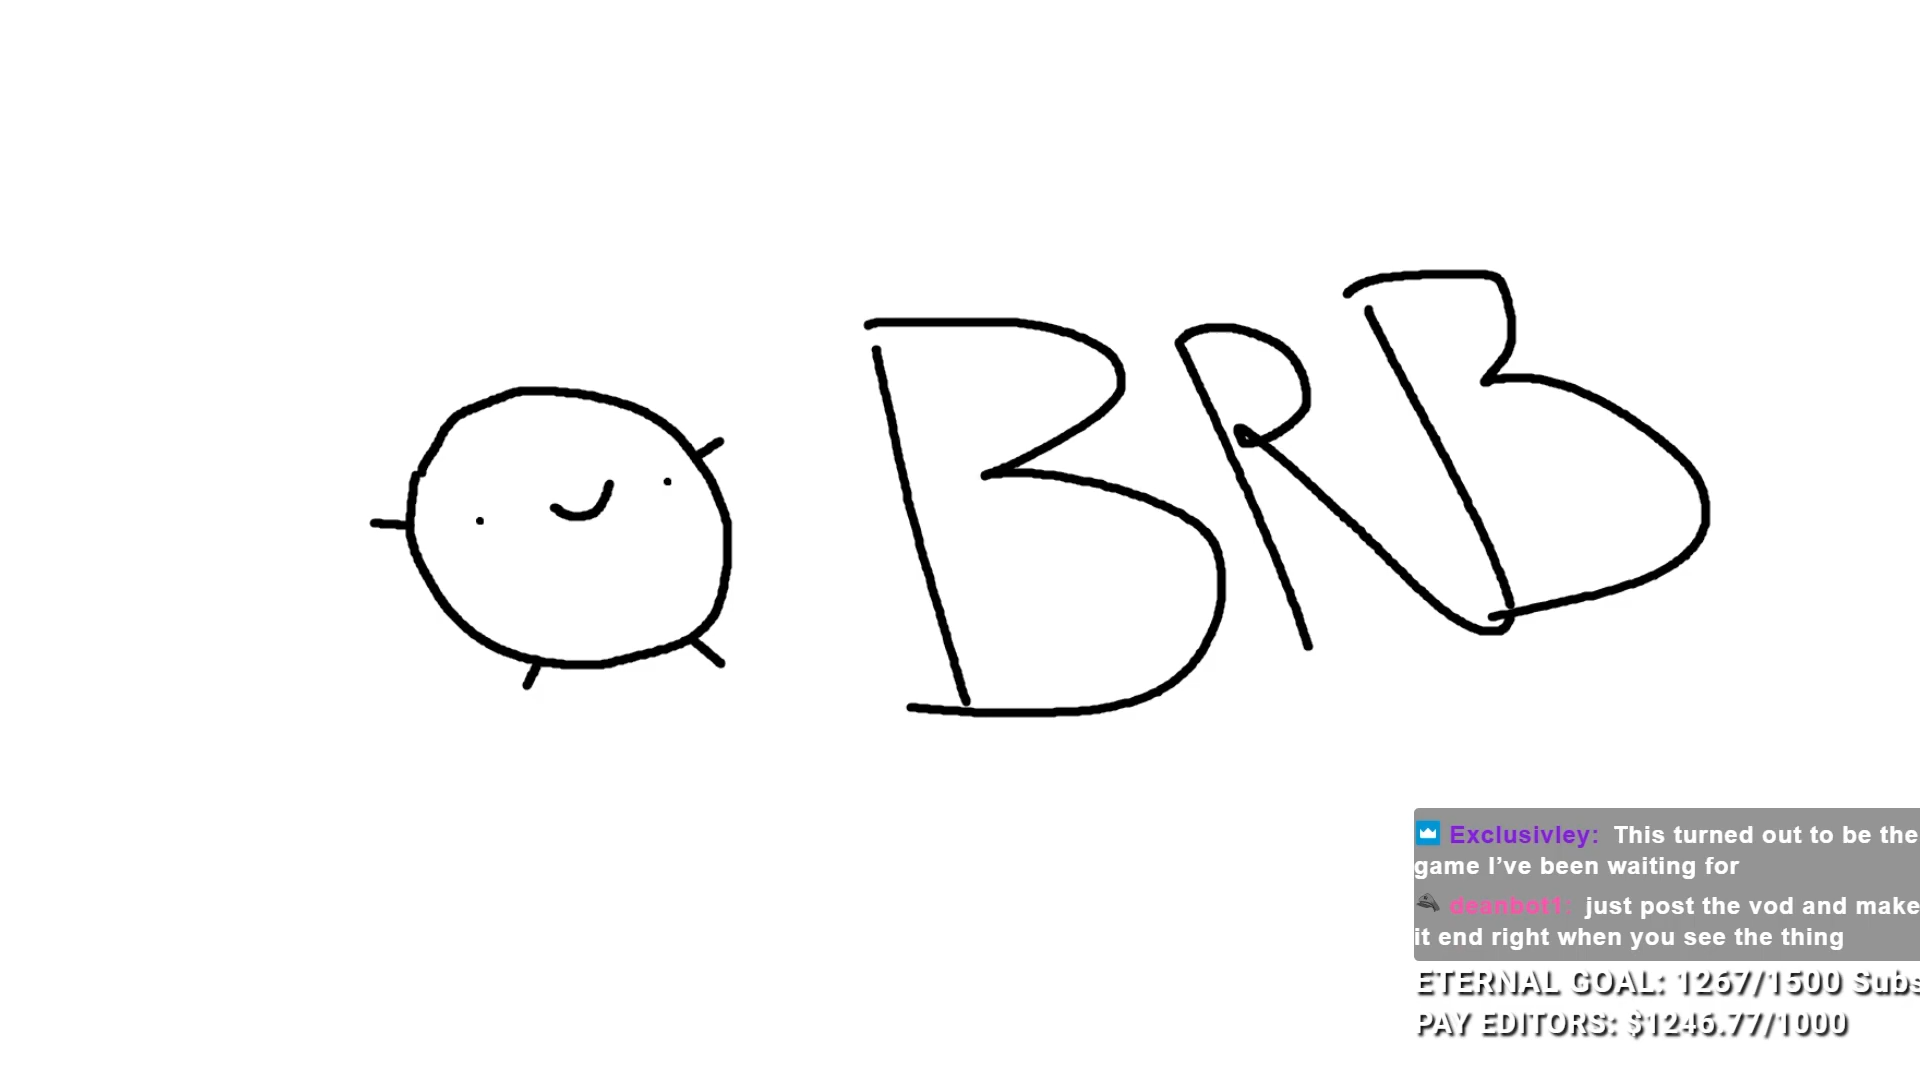 BRB
Exclusivley: This turned out to be the
game I’ve been waiting for
deanbot1: just post the vod and make
it end right when you see the thing
ETERNAL GOAL: 1267/1500 Subs
PAY EDITORS: $1246.77/1000